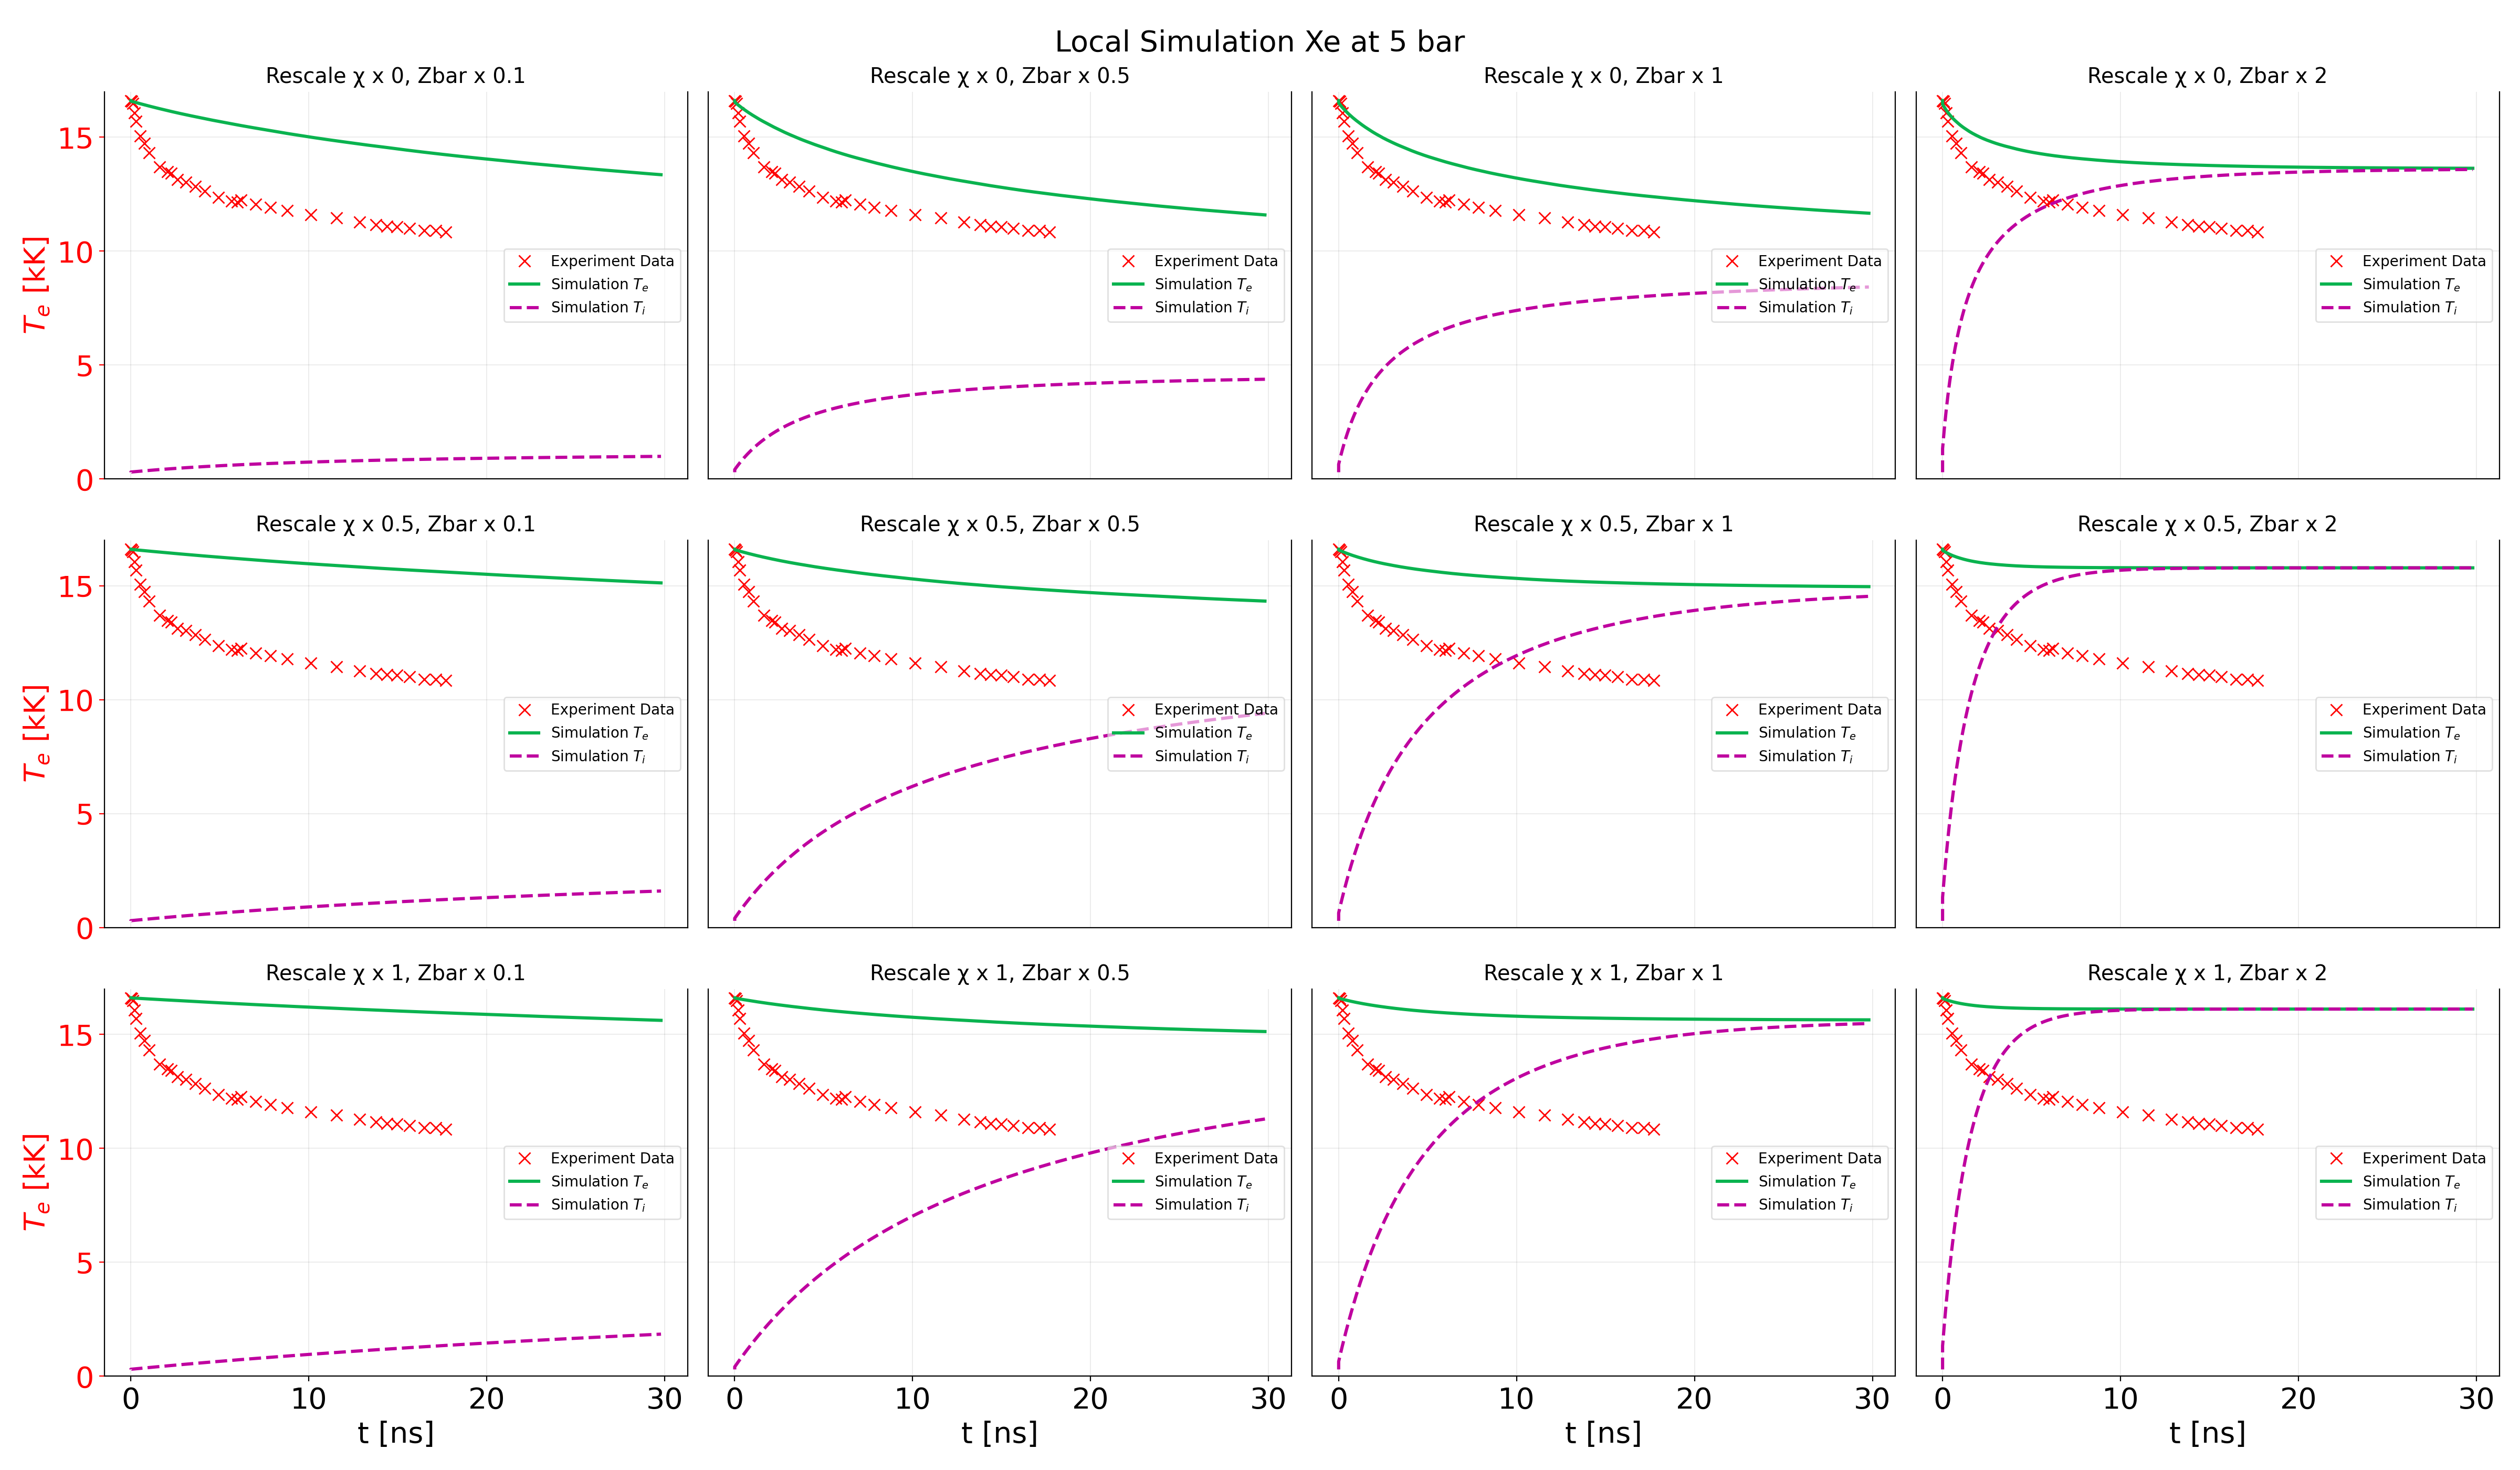 Local Simulation Xe at 5 bar
Rescale χ x 0, Zbar x 0.1
Rescale χ x 0, Zbar x 0.5
Rescale χ x 0, Zbar x 1
Rescale χ x 0, Zbar x 2
T_e [kK]
15
10
5
0
Experiment Data
Simulation T_e
Simulation T_i
Experiment Data
Simulation T_e
Simulation T_i
Experiment Data
Simulation T_e
Simulation T_i
Experiment Data
Simulation T_e
Simulation T_i
Rescale χ x 0.5, Zbar x 0.1
Rescale χ x 0.5, Zbar x 0.5
Rescale χ x 0.5, Zbar x 1
Rescale χ x 0.5, Zbar x 2
T_e [kK]
15
10
5
0
Experiment Data
Simulation T_e
Simulation T_i
Experiment Data
Simulation T_e
Simulation T_i
Experiment Data
Simulation T_e
Simulation T_i
Experiment Data
Simulation T_e
Simulation T_i
Rescale χ x 1, Zbar x 0.1
Rescale χ x 1, Zbar x 0.5
Rescale χ x 1, Zbar x 1
Rescale χ x 1, Zbar x 2
T_e [kK]
15
10
5
0
Experiment Data
Simulation T_e
Simulation T_i
Experiment Data
Simulation T_e
Simulation T_i
Experiment Data
Simulation T_e
Simulation T_i
Experiment Data
Simulation T_e
Simulation T_i
0 10 20 30
0 10 20 30
0 10 20 30
0 10 20 30
t [ns]
t [ns]
t [ns]
t [ns]